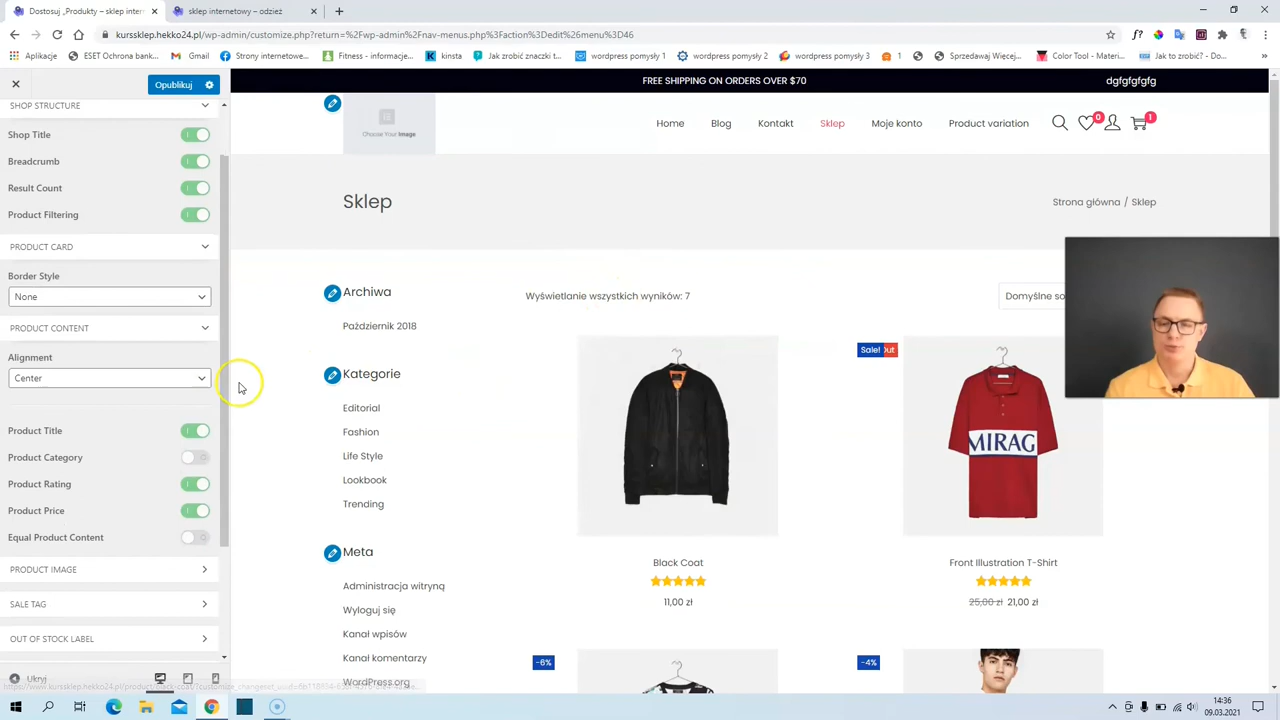 Dostosuj „Produkty – sklep intern
sklep internetowy – odzież
kurssklep.hekko24.pl/wp-admin/customize.php?return=%2Fwp-admin%2Fnav-menus.php%3Faction%3Dedit%26menu%3D46
Aplikacje
ESET Ochrona bank...
Gmail
Strony internetowe...
Fitness - informacje...
kinsta
Jak zrobić znaczki t...
wordpress pomysły 1
wordpress pomysły 2
wordpress pomysły 3
1
Sprzedawaj Więcej...
Color Tool - Materi...
Jak to zrobić? - Do...
»
Opublikuj
SHOP STRUCTURE
Shop Title
Breadcrumb
Result Count
Product Filtering
PRODUCT CARD
Border Style
None
PRODUCT CONTENT
Alignment
Center
Product Title
Product Category
Product Rating
Product Price
Equal Product Content
PRODUCT IMAGE
SALE TAG
OUT OF STOCK LABEL
Ukryj
FREE SHIPPING ON ORDERS OVER $70
dgfgfgfgfg
Choose Your Image
Home
Blog
Kontakt
Sklep
Moje konto
Product variation
0
1
Sklep
Strona główna / Sklep
Archiwa
Październik 2018
Kategorie
Editorial
Fashion
Life Style
Lookbook
Trending
Meta
Administracja witryną
Wyloguj się
Kanał wpisów
Kanał komentarzy
WordPress.org
Wyświetlanie wszystkich wyników: 7
Domyślne so
Sale!
MIRAG
Black Coat
11,00 zł
Front Illustration T-Shirt
25,00 zł 21,00 zł
-6%
-4%
14:36
09.03.2021